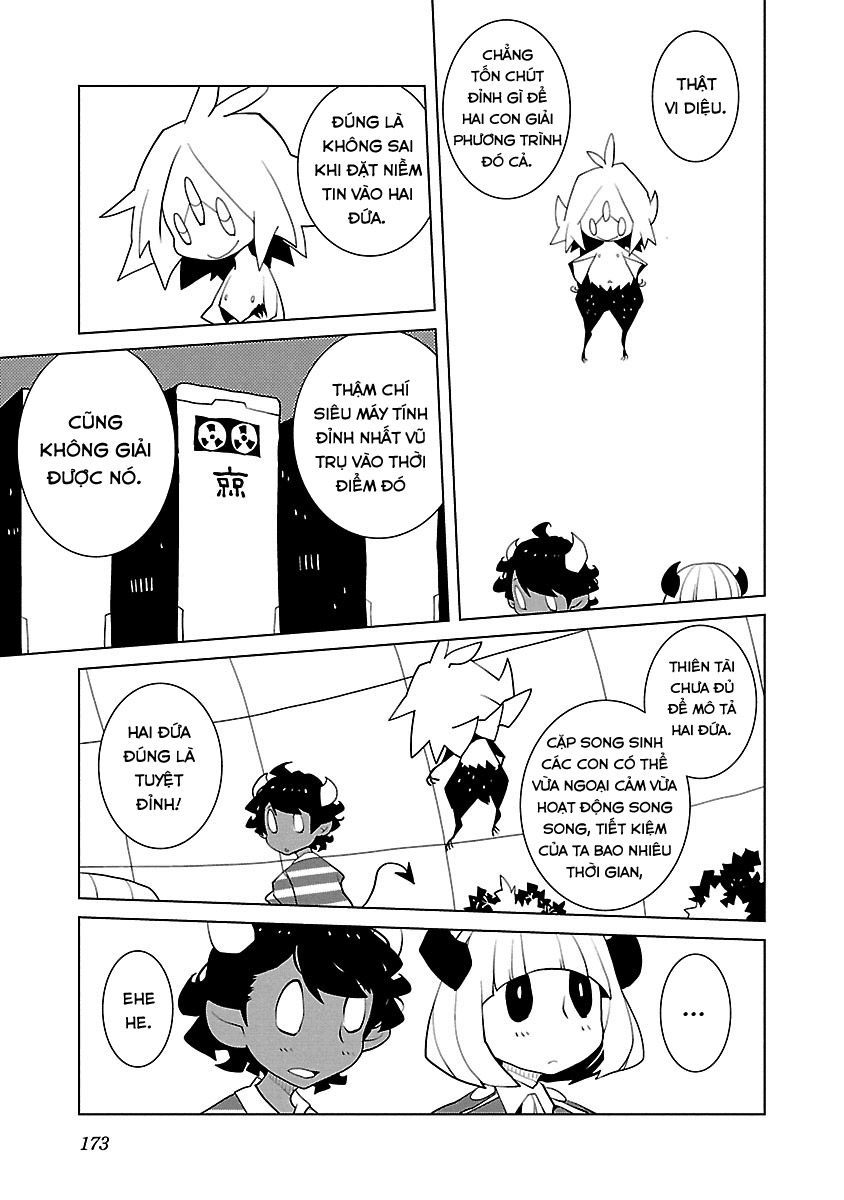 THẬT
VI DIỆU.
CHẲNG
TỐN CHÚT
ĐỈNH GÌ ĐỂ
HAI CON GIẢI
PHƯƠNG TRÌNH
ĐÓ CẢ.
ĐÚNG LÀ
KHÔNG SAI
KHI ĐẶT NIỀM
TIN VÀO HAI
ĐỨA.
THẬM CHÍ
SIÊU MÁY TÍNH
ĐỈNH NHẤT VŨ
TRỤ VÀO THỜI
ĐIỂM ĐÓ
京
CŨNG
KHÔNG GIẢI
ĐƯỢC NÓ.
THIÊN TÀI
CHƯA ĐỦ
ĐỂ MÔ TẢ
HAI ĐỨA.
CẶP SONG SINH
CÁC CON CÓ THỂ
VỪA NGOẠI CẢM VỪA
HOẠT ĐỘNG SONG
SONG, TIẾT KIỆM
CỦA TA BAO NHIÊU
THỜI GIAN,
HAI ĐỨA
ĐÚNG LÀ
TUYỆT
ĐỈNH!
...
EHE
HE.
173